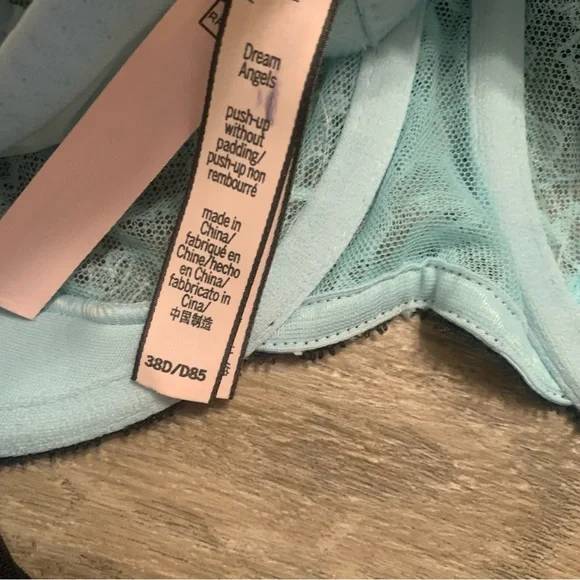 Dream
Angels
push-up
without
padding/
push-up non
rembourré
made in
China/
fabriqué en
Chine/hecho
en China/
fabbricato in
Cina/
中国制造
38D/D85